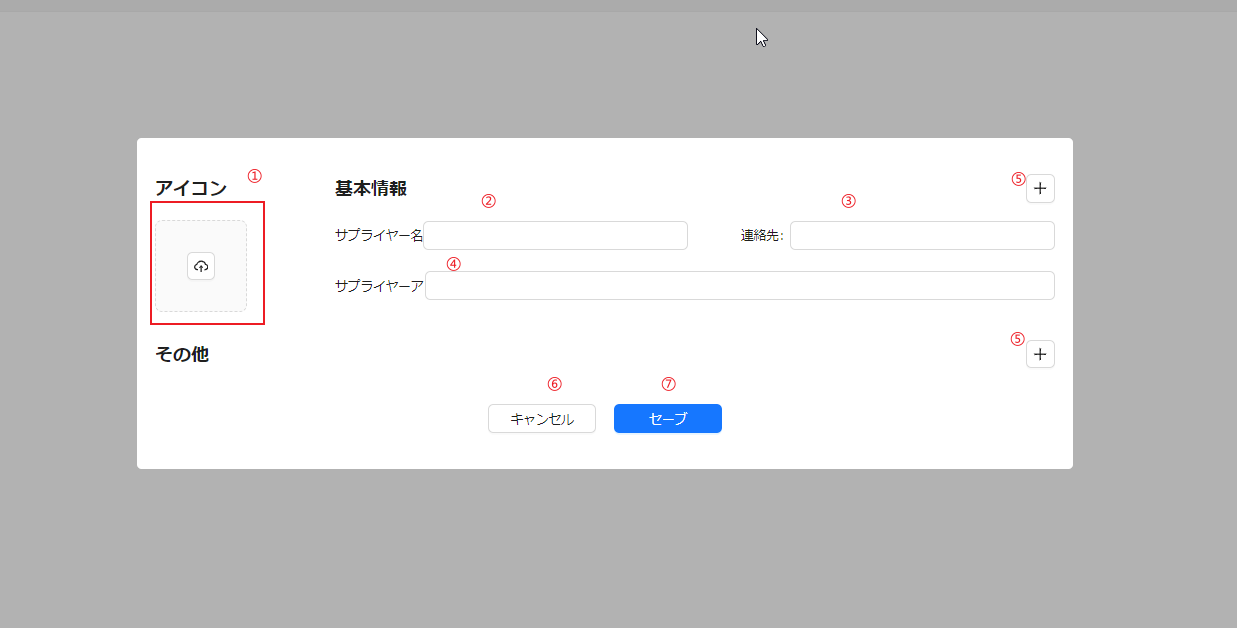 アイコン ①
基本情報
⑤
② ③
サプライヤー名
連絡先:
④
サプライヤーア
その他
⑤
⑥ ⑦
キャンセル
セーブ